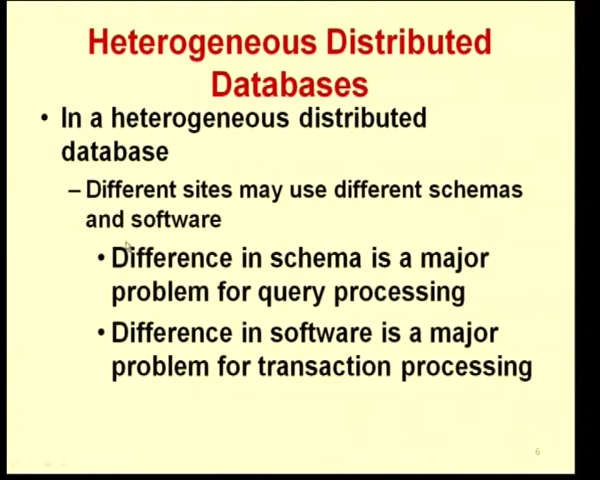 Heterogeneous Distributed
Databases
• In a heterogeneous distributed
database
– Different sites may use different schemas
and software
• Difference in schema is a major
problem for query processing
• Difference in software is a major
problem for transaction processing
6